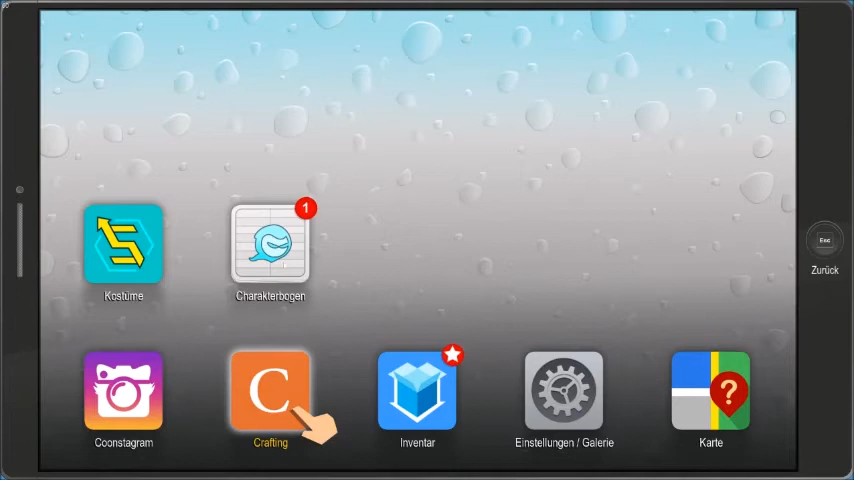 1
Kostüme
Charakterbogen
Esc
Zurück
C
?
Coonstagram
Crafting
Inventar
Einstellungen / Galerie
Karte